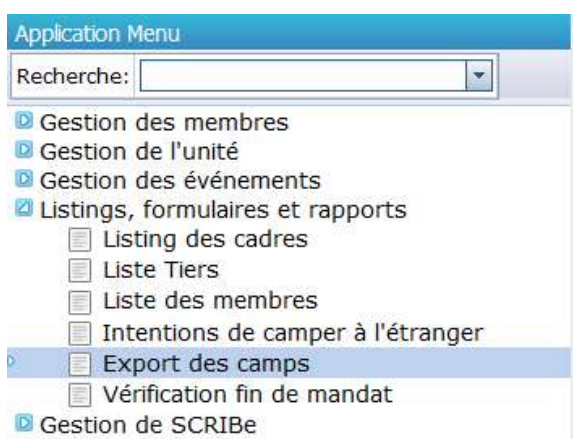 Application Menu
Recherche:
Gestion des membres
Gestion de l'unité
Gestion des événements
Listings, formulaires et rapports
Listing des cadres
Liste Tiers
Liste des membres
Intentions de camper à l'étranger
Export des camps
Vérification fin de mandat
Gestion de SCRIBe